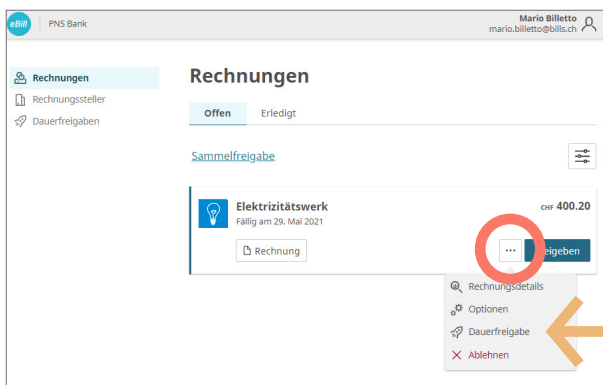 eBill PNS Bank Mario Billetto
mario.billetto@bills.ch
Rechnungen
Rechnungssteller
Dauerfreigaben
Rechnungen
Offen Erledigt
Sammelfreigabe
Elektrizitätswerk CHF 400.20
Fällig am 29. Mai 2021
Rechnung ... eigeben
Rechnungsdetails
Optionen
Dauerfreigabe
Ablehnen